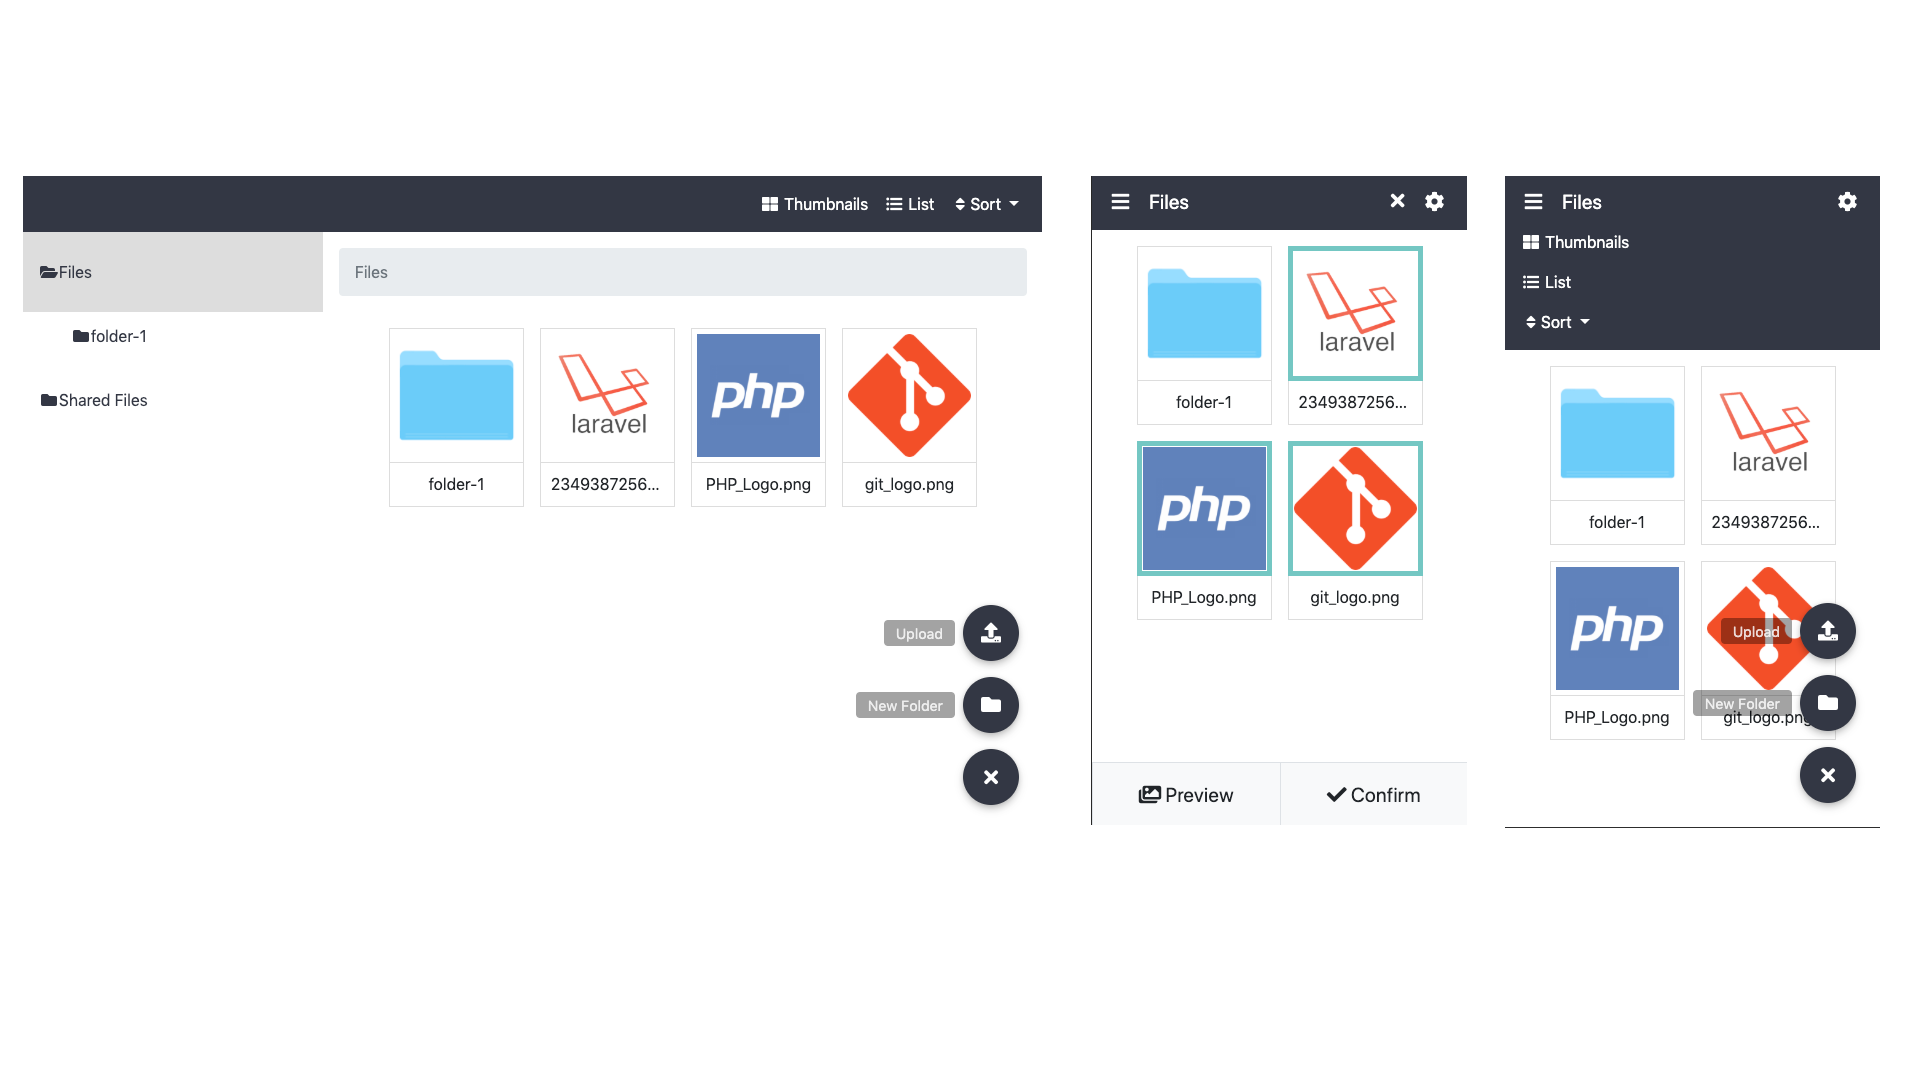 Thumbnails List Sort
Files
folder-1
Shared Files
Files
laravel
php
folder-1 2349387256... PHP_Logo.png git_logo.png
Upload
New Folder
Files
laravel
folder-1 2349387256...
php
PHP_Logo.png git_logo.png
Preview Confirm
Files
Thumbnails
List
Sort
laravel
folder-1 2349387256...
php
Upload
New Folder
PHP_Logo.png git_logo.png